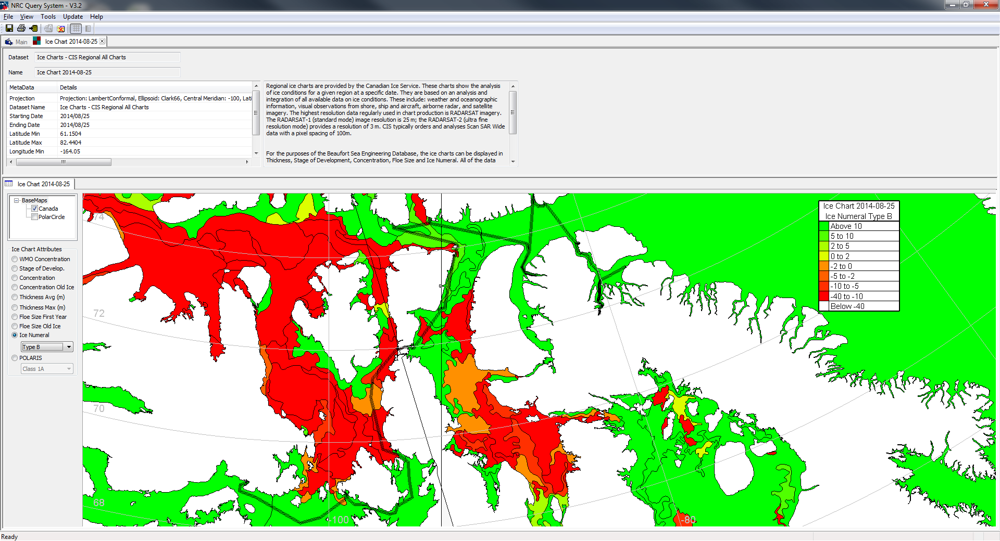 NRC Query System - V3.2
File View Tools Update Help
Main
Ice Chart 2014-08-25
Dataset
Ice Charts - CIS Regional All Charts
Name
Ice Chart 2014-08-25
MetaData Details
Projection Projection: LambertConformal, Ellipsoid: Clark66, Central Meridian: -100, Lati
Dataset Name Ice Charts - CIS Regional All Charts
Starting Date 2014/08/25
Ending Date 2014/08/25
Latitude Min 61.1504
Latitude Max 82.4404
Longitude Min -164.05
Regional ice charts are provided by the Canadian Ice Service. These charts show the analysis
of ice conditions for a given region at a specific date. They are based on an analysis and
integration of all available data on ice conditions. These include: weather and oceanographic
information, visual observations from shore, ship and aircraft, airborne radar, and satellite
imagery. The highest resolution data regularly used in chart production is RADARSAT imagery.
The RADARSAT-1 (standard mode) image resolution is 25 m; the RADARSAT-2 (ultra fine
resolution mode) provides a resolution of 3 m. CIS typically orders and analyses Scan SAR Wide
data with a pixel spacing of 100m.
For the purposes of the Beaufort Sea Engineering Database, the ice charts can be displayed in
Thickness, Stage of Development, Concentration, Floe Size and Ice Numeral. All of the data
Ice Chart 2014-08-25
BaseMaps
Canada
PolarCircle
Ice Chart Attributes
WMO Concentration
Stage of Develop.
Concentration
Concentration Old Ice
Thickness Avg (m)
Thickness Max (m)
Floe Size First Year
Floe Size Old Ice
Ice Numeral
Type B
POLARIS
Class 1A
74
72
70
68
-100
-80
Ice Chart 2014-08-25
Ice Numeral Type B
Above 10
5 to 10
2 to 5
0 to 2
-2 to 0
-5 to -2
-10 to -5
-40 to -10
Below -40
Ready